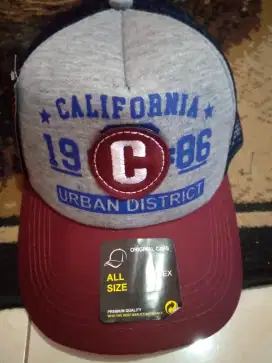 CALIFORNIA
19 C 86
URBAN DISTRICT
ORIGINAL CAPS
ALL
SIZE
PREMIUM QUALITY